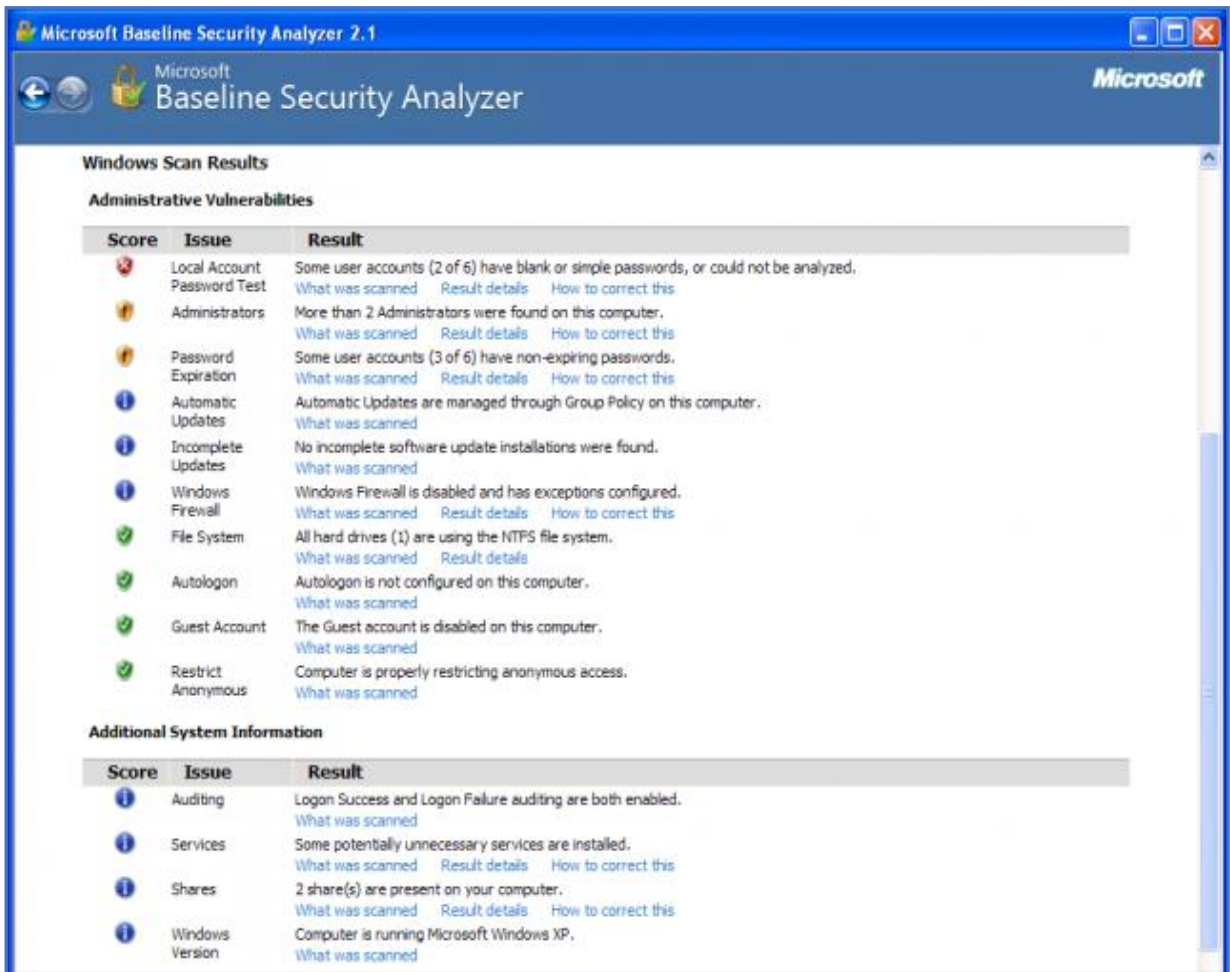 Microsoft Baseline Security Analyzer 2.1
Microsoft
Baseline Security Analyzer
Microsoft
Windows Scan Results
Administrative Vulnerabilities
Score Issue Result
Local Account Password Test Some user accounts (2 of 6) have blank or simple passwords, or could not be analyzed.
What was scanned Result details How to correct this
Administrators More than 2 Administrators were found on this computer.
What was scanned Result details How to correct this
Password Expiration Some user accounts (3 of 6) have non-expiring passwords.
What was scanned Result details How to correct this
Automatic Updates Automatic Updates are managed through Group Policy on this computer.
What was scanned
Incomplete Updates No incomplete software update installations were found.
What was scanned
Windows Firewall Windows Firewall is disabled and has exceptions configured.
What was scanned Result details How to correct this
File System All hard drives (1) are using the NTFS file system.
What was scanned Result details
Autologon Autologon is not configured on this computer.
What was scanned
Guest Account The Guest account is disabled on this computer.
What was scanned
Restrict Anonymous Computer is properly restricting anonymous access.
What was scanned
Additional System Information
Score Issue Result
Auditing Logon Success and Logon Failure auditing are both enabled.
What was scanned
Services Some potentially unnecessary services are installed.
What was scanned Result details How to correct this
Shares 2 share(s) are present on your computer.
What was scanned Result details How to correct this
Windows Version Computer is running Microsoft Windows XP.
What was scanned